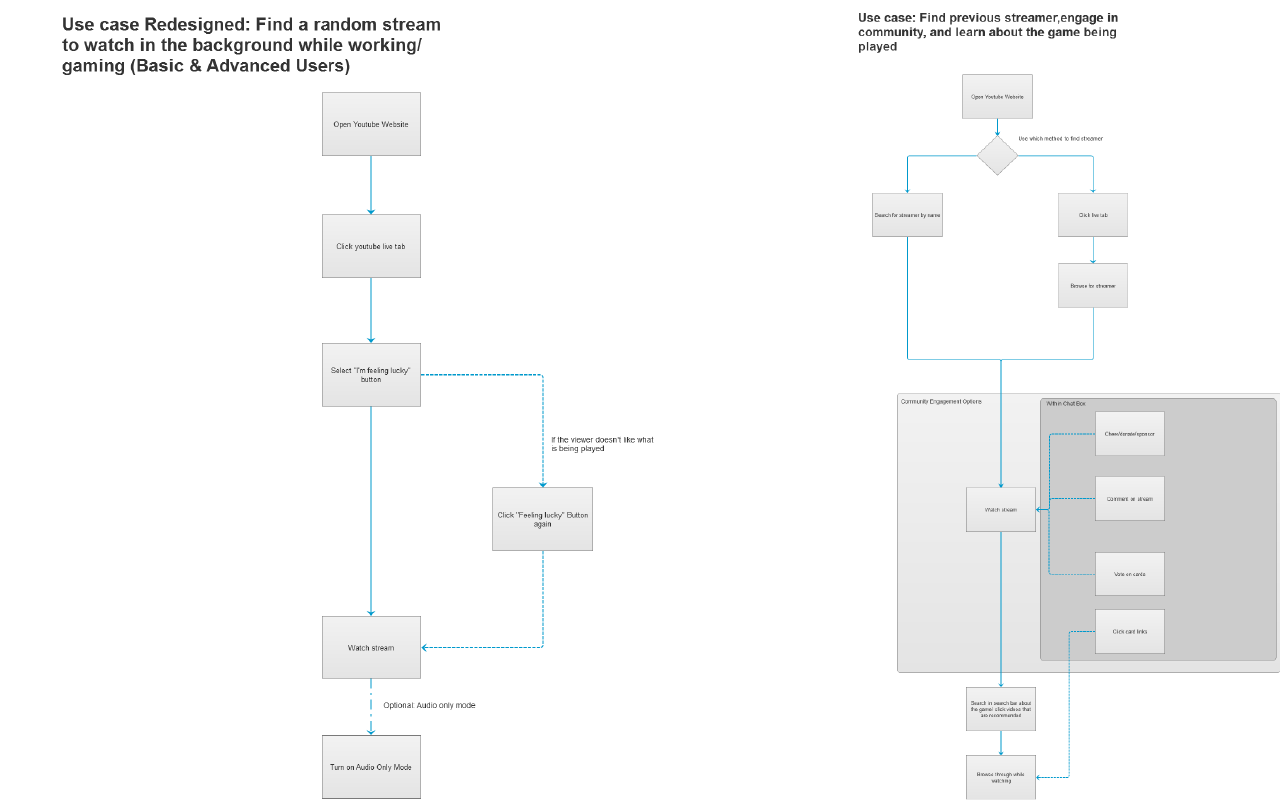 Use case Redesigned: Find a random stream
to watch in the background while working/
gaming (Basic & Advanced Users)
Open Youtube Website
Click youtube live tab
Select "I'm feeling lucky"
button
If the viewer doesn't like what
is being played
Click "Feeling lucky" Button
again
Watch stream
Optional: Audio only mode
Turn on Audio Only Mode
Use case: Find previous streamer,engage in
community, and learn about the game being
played
Open Youtube Website
Use which method to find streamer
Search for streamer by name
Click live tab
Browse for streamer
Community Engagement Options
Within Chat Box
Cheer/donate/sponsor
Comment on stream
Watch stream
Vote on cards
Click card links
Search in search bar about
the game/ click videos that
are recommended
Browse through while
watching